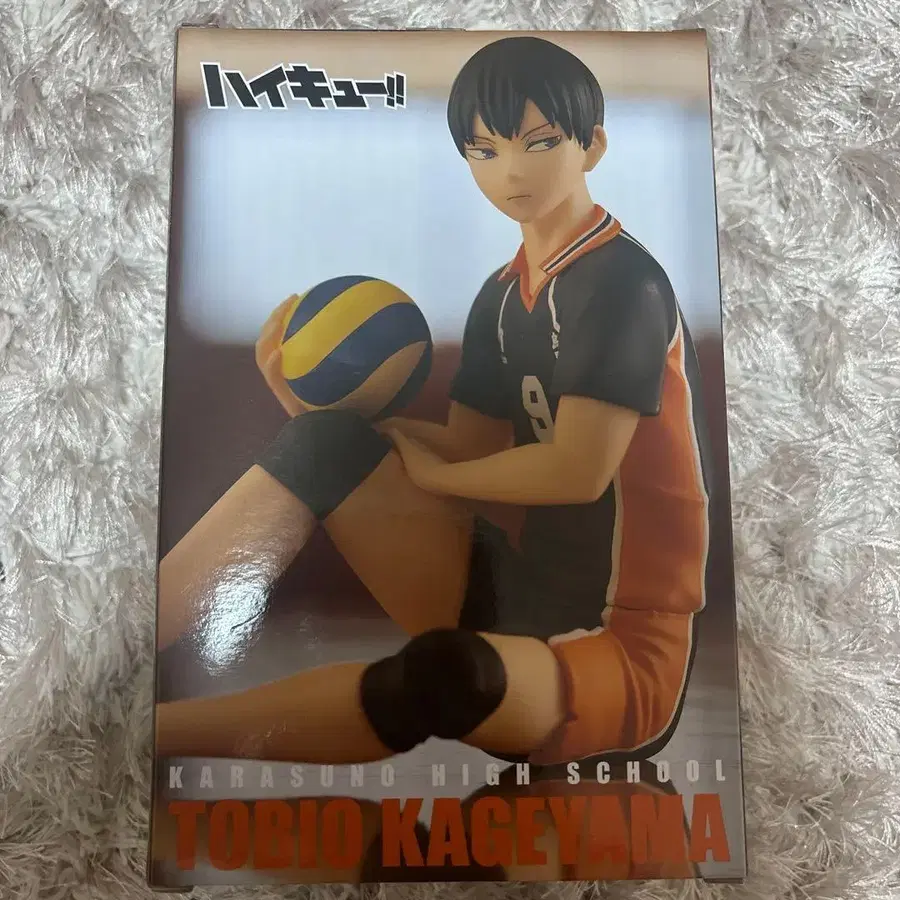 ハイキュー!!
9
KARASUNO HIGH SCHOOL
TOBIO KAGEYAMA